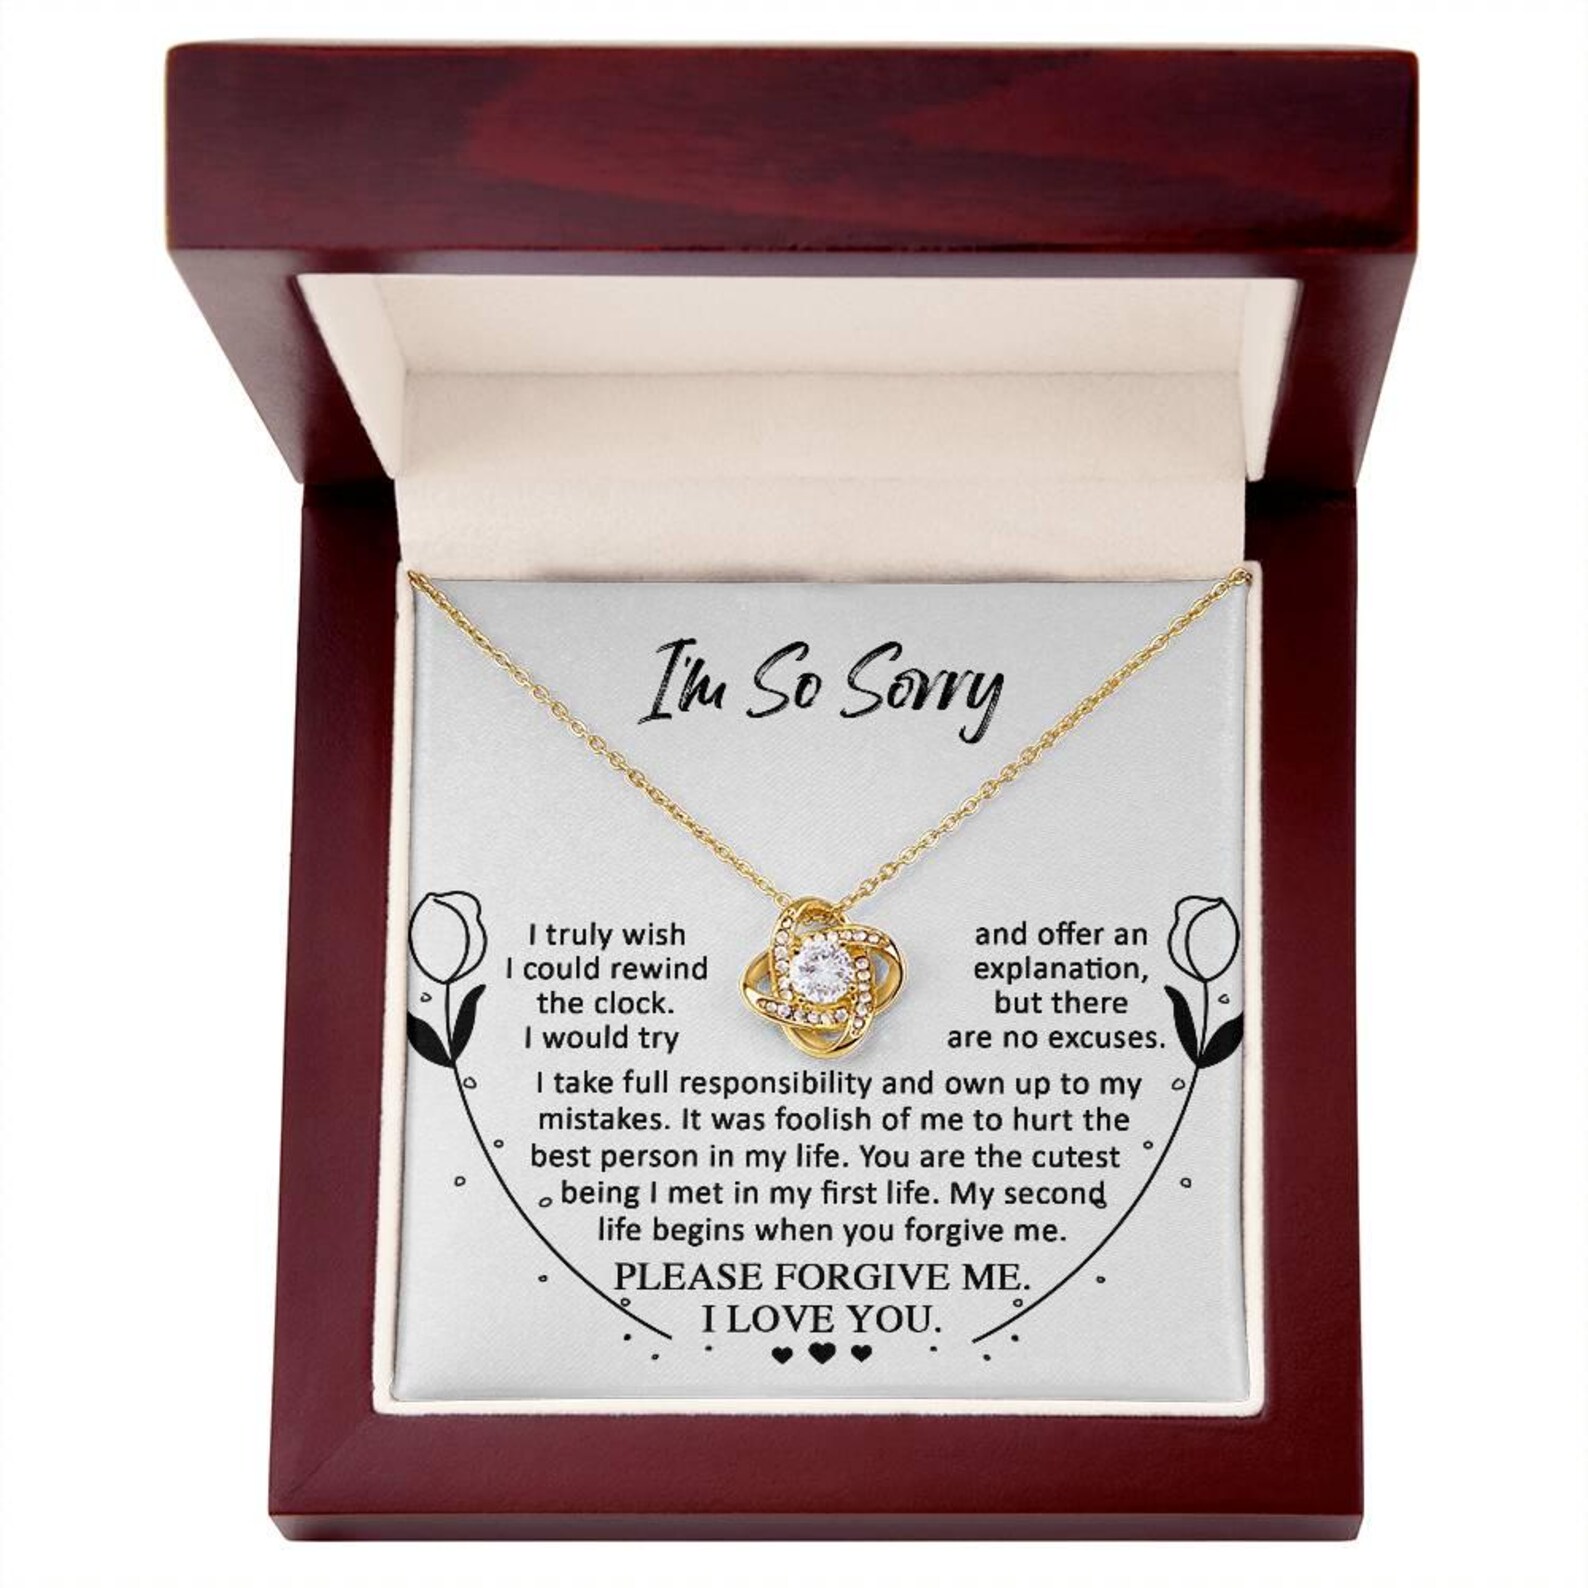 I'm So Sorry
I truly wish
I could rewind
the clock.
I would try
and offer an
explanation,
but there
are no excuses.
I take full responsibility and own up to my
mistakes. It was foolish of me to hurt the
best person in my life. You are the cutest
being I met in my first life. My second
life begins when you forgive me.
PLEASE FORGIVE ME.
I LOVE YOU.